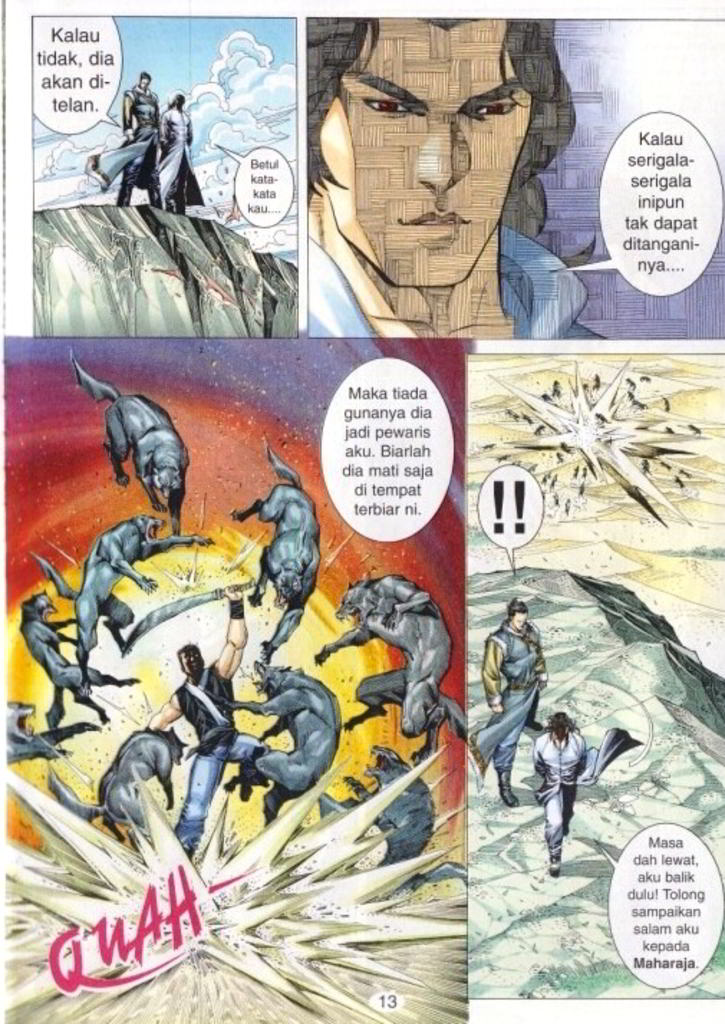 Kalau
tidak, dia
akan di-
telan.
Betul
kata-
kata
kau....
Kalau
serigala-
serigala
inipun
tak dapat
ditangani-
nya....
Maka tiada
gunanya dia
jadi pewaris
aku. Biarlah
dia mati saja
di tempat
terbiar ni.
QUAH
!!
Masa
dah lewat,
aku balik
dulu! Tolong
sampaikan
salam aku
kepada
Maharaja.
13